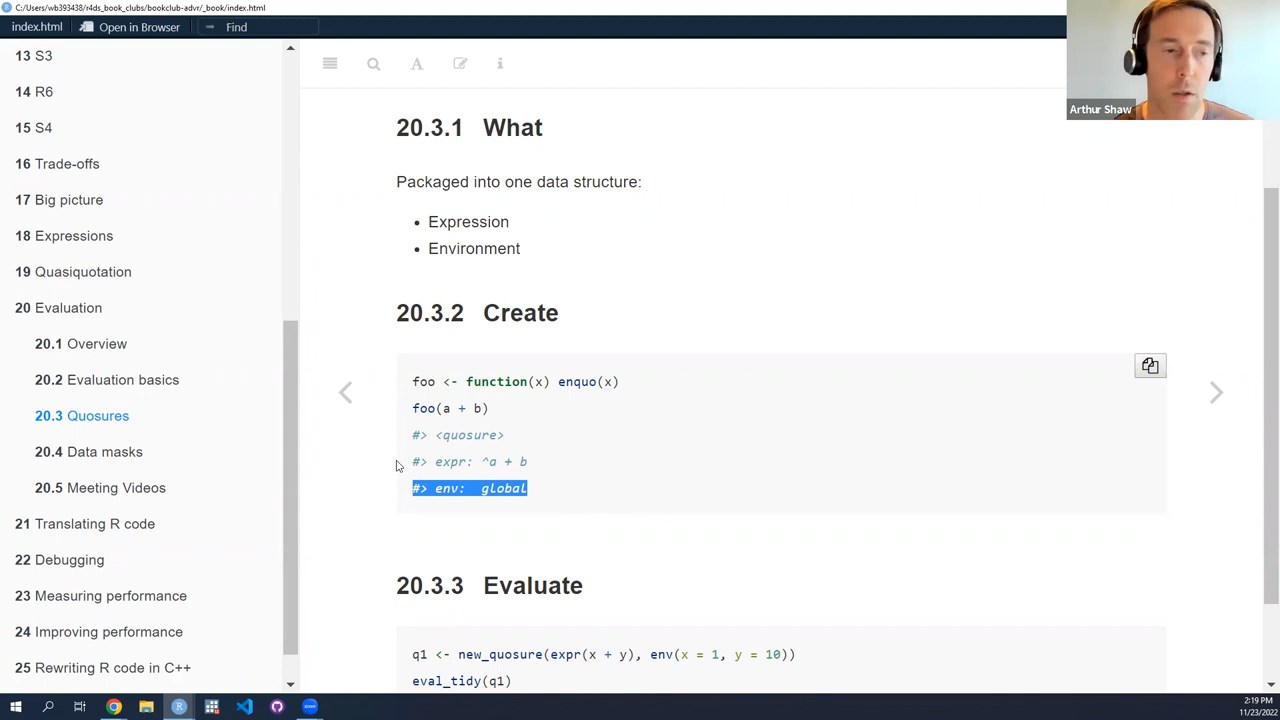 C:/Users/wb393438/r4ds_book_clubs/bookclub-advr/_book/index.html
index.html Open in Browser Find
13 S3
14 R6
15 S4
16 Trade-offs
17 Big picture
18 Expressions
19 Quasiquotation
20 Evaluation
20.1 Overview
20.2 Evaluation basics
20.3 Quosures
20.4 Data masks
20.5 Meeting Videos
21 Translating R code
22 Debugging
23 Measuring performance
24 Improving performance
25 Rewriting R code in C++
20.3.1 What
Packaged into one data structure:
• Expression
• Environment
20.3.2 Create
foo <- function(x) enquo(x)
foo(a + b)
#> <quosure>
#> expr: ^a + b
#> env:  global
20.3.3 Evaluate
q1 <- new_quosure(expr(x + y), env(x = 1, y = 10))
eval_tidy(q1)
Arthur Shaw
2:19 PM
11/23/2022